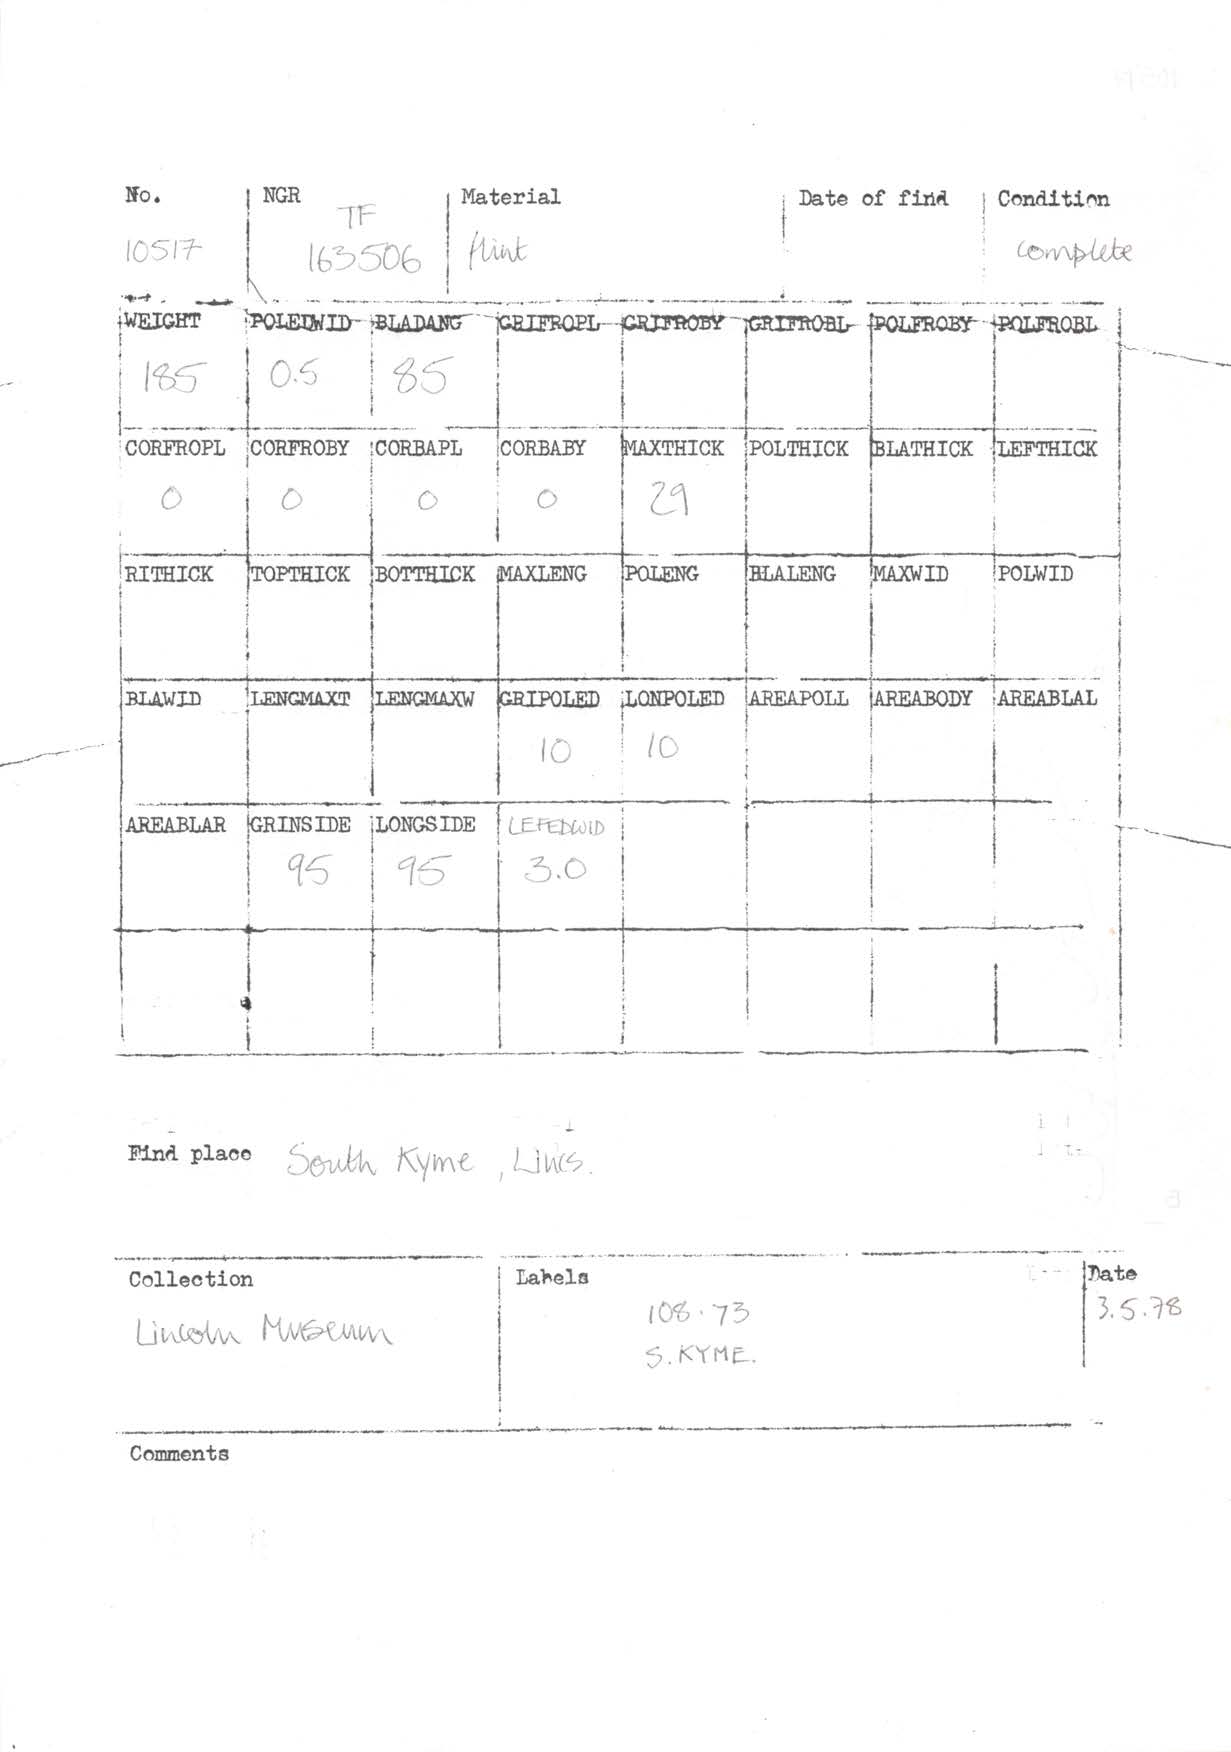 No. NGR Material Date of find Condition
TF
10517 163506 flint complete
WEIGHT POLEDWID BLADANG GRIFROPL GRIFROBY GRIFROBL POLFROBY POLFROBL
185 0.5 85
CORFROPL CORFROBY CORBAPL CORBABY MAXTHICK POLTHICK BLATHICK LEFTHICK
0 0 0 0 29
RITHICK TOPTHICK BOTTHICK MAXLENG POLENG BLALENG MAXWID POLWID
BLAWID LENGMAXT LENGMAXW GRIPOLED LONPOLED AREAPOLL AREABODY AREABLAL
10 10
AREABLAR GRINSIDE LONGSIDE LEFEDWID
95 95 3.0
Find place South Kyme, Lincs.
Collection Labels Date
Lincoln Museum 108.73 3.5.78
S. KYME.
Comments